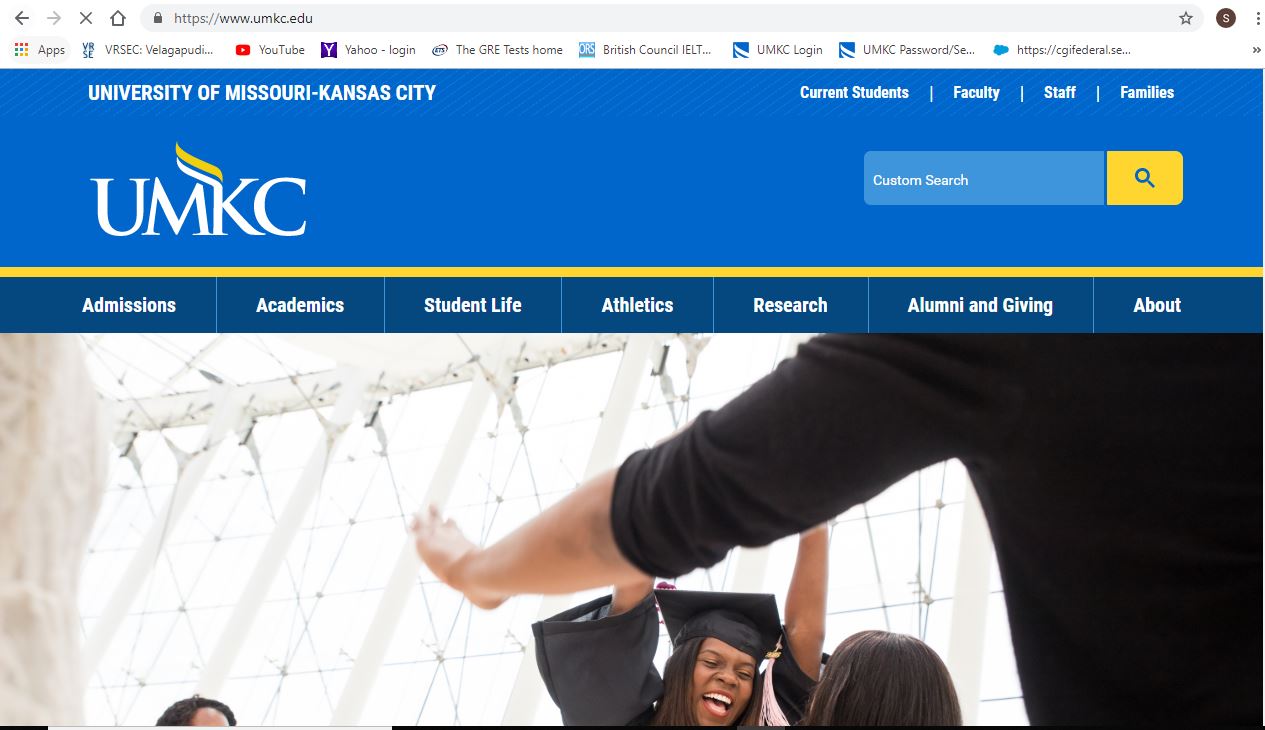 https://www.umkc.edu
S
Apps VRSEC: Velagapudi... YouTube Yahoo - login The GRE Tests home British Council IELT... UMKC Login UMKC Password/Se... https://cgifederal.se... »
UNIVERSITY OF MISSOURI-KANSAS CITY
Current Students | Faculty | Staff | Families
UMKC
Custom Search
Admissions Academics Student Life Athletics Research Alumni and Giving About